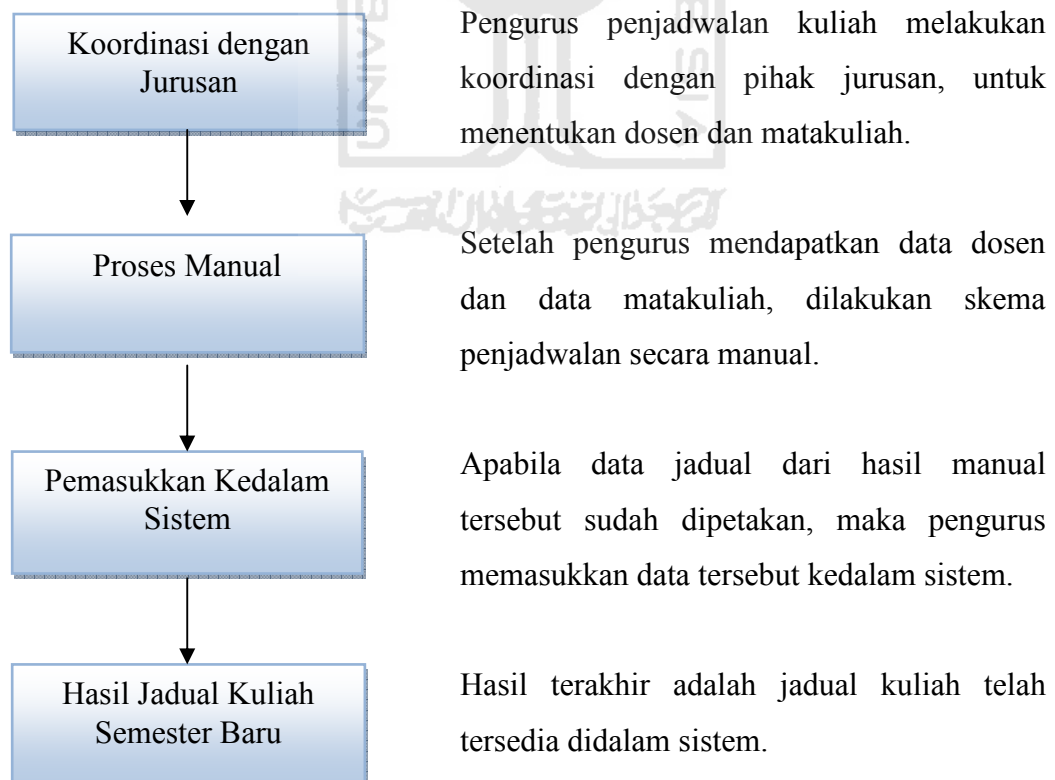 Koordinasi dengan
Jurusan
Pengurus penjadwalan kuliah melakukan
koordinasi dengan pihak jurusan, untuk
menentukan dosen dan matakuliah.
Proses Manual
Setelah pengurus mendapatkan data dosen
dan data matakuliah, dilakukan skema
penjadwalan secara manual.
Pemasukkan Kedalam
Sistem
Apabila data jadual dari hasil manual
tersebut sudah dipetakan, maka pengurus
memasukkan data tersebut kedalam sistem.
Hasil Jadual Kuliah
Semester Baru
Hasil terakhir adalah jadual kuliah telah
tersedia didalam sistem.